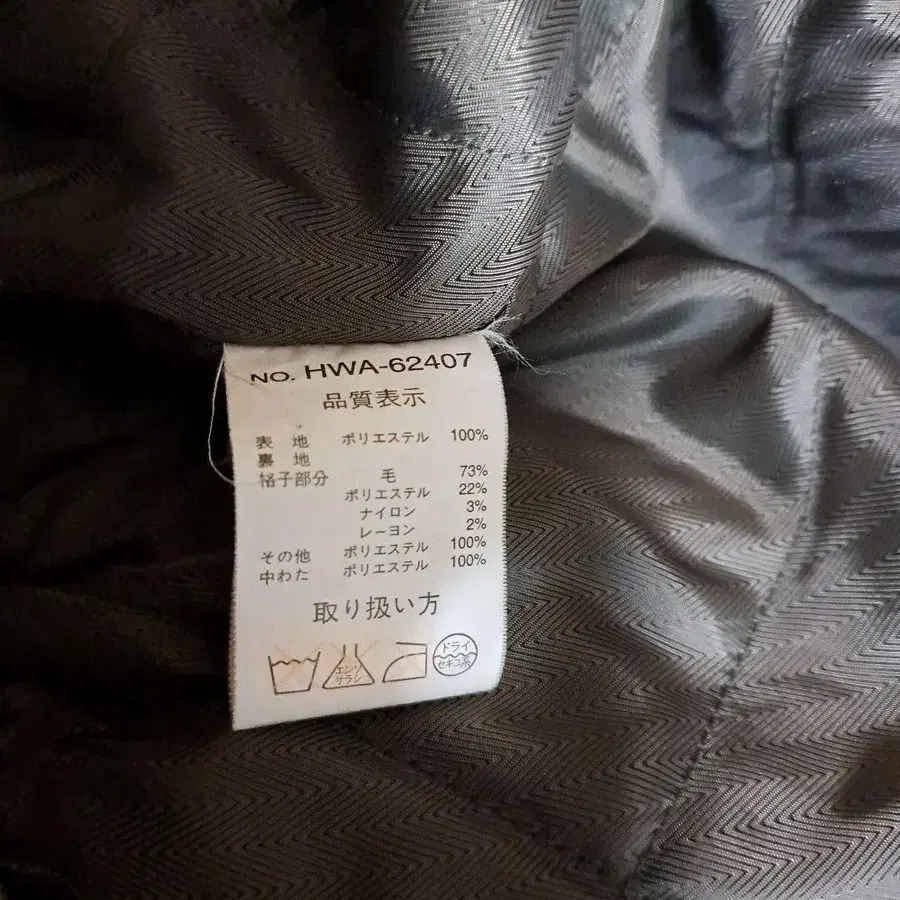 NO. HWA-62407
品質表示
表 地 ポリエステル 100%
裏 地
格子部分 毛 73%
ポリエステル 22%
ナイロン 3%
レーヨン 2%
その他 ポリエステル 100%
中わた ポリエステル 100%
取り扱い方
エンソ
サラシ
ドライ
セキユ系